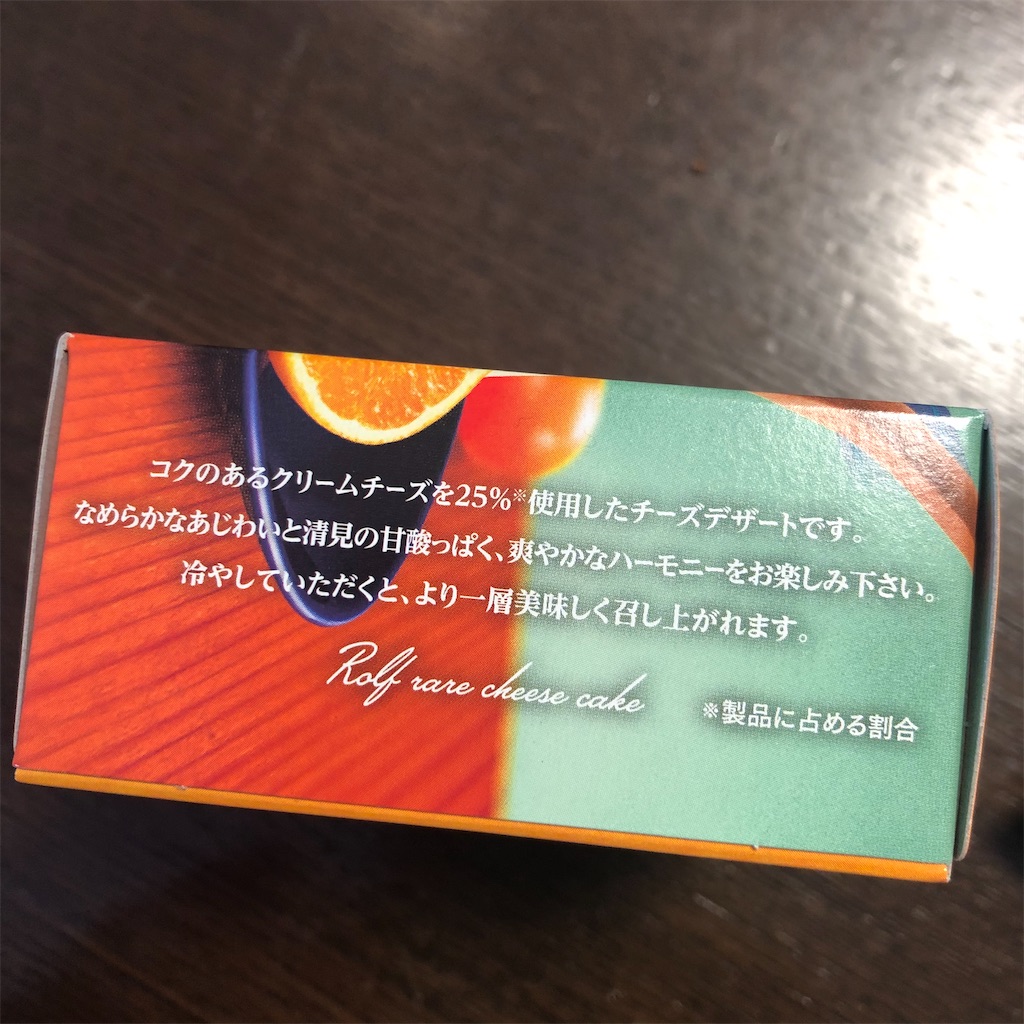 コクのあるクリームチーズを25%※使用したチーズデザートです。
なめらかなあじわいと清見の甘酸っぱく、爽やかなハーモニーをお楽しみ下さい。
冷やしていただくと、より一層美味しく召し上がれます。
Rolf rare cheese cake
※製品に占める割合